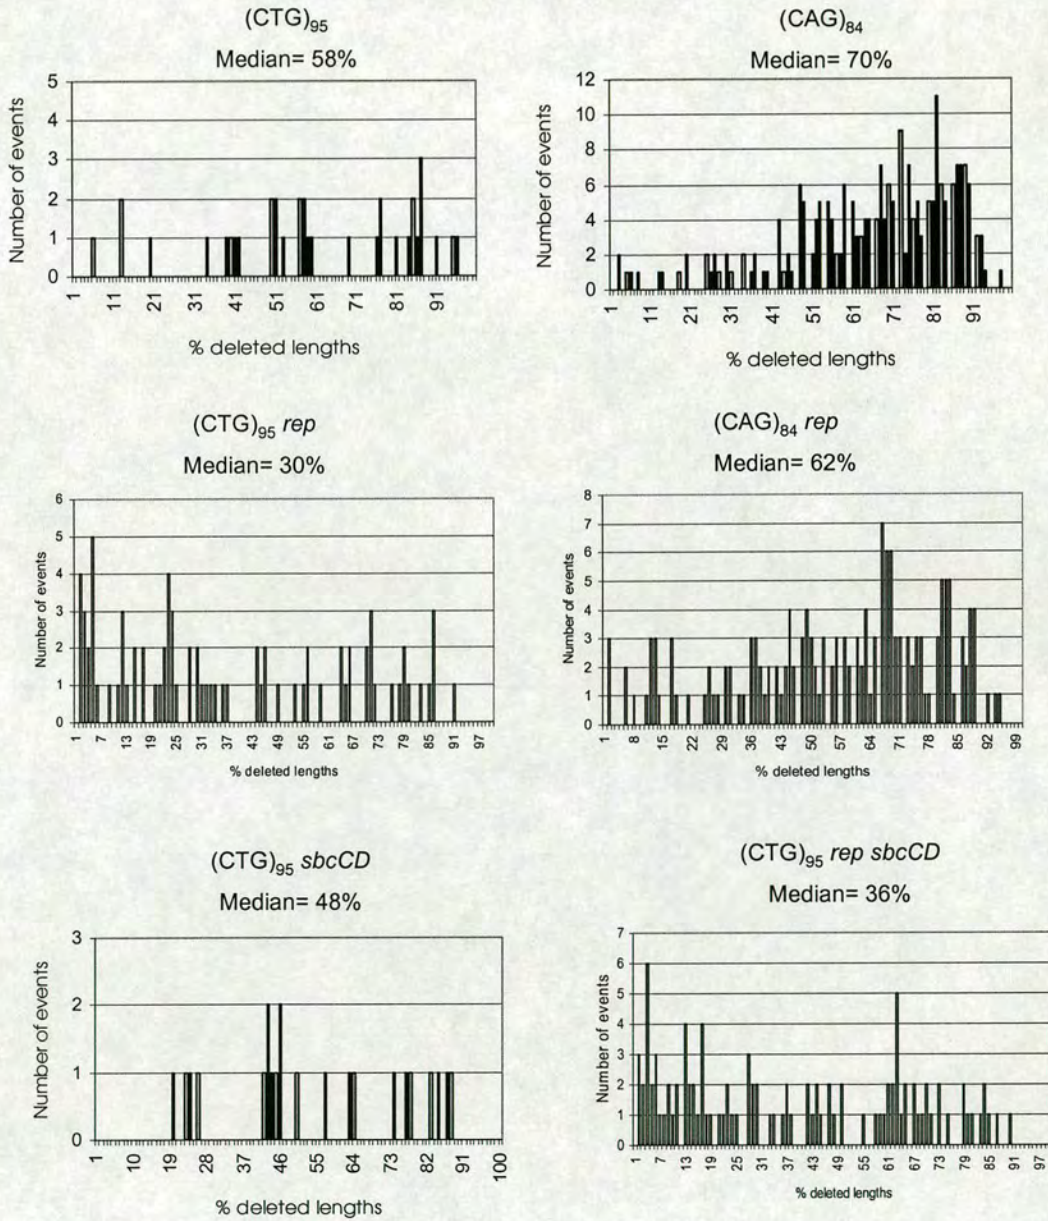 (CTG)95
Median= 58%
Number of events
5
4
3
2
1
0
1 11 21 31 41 51 61 71 81 91
% deleted lengths
(CAG)84
Median= 70%
Number of events
12
10
8
6
4
2
0
1 11 21 31 41 51 61 71 81 91
% deleted lengths
(CTG)95 rep
Median= 30%
Number of events
6
5
4
3
2
1
0
1 7 13 19 25 31 37 43 49 55 61 67 73 79 85 91 97
% deleted lengths
(CAG)84 rep
Median= 62%
Number of events
8
7
6
5
4
3
2
1
0
1 8 15 22 29 36 43 50 57 64 71 78 85 92 99
% deleted lengths
(CTG)95 sbcCD
Median= 48%
Number of events
3
2
1
0
1 10 19 28 37 46 55 64 73 82 91 100
% deleted lengths
(CTG)95 rep sbcCD
Median= 36%
Number of events
7
6
5
4
3
2
1
0
1 7 13 19 25 31 37 43 49 55 61 67 73 79 85 91 97
% deleted lengths